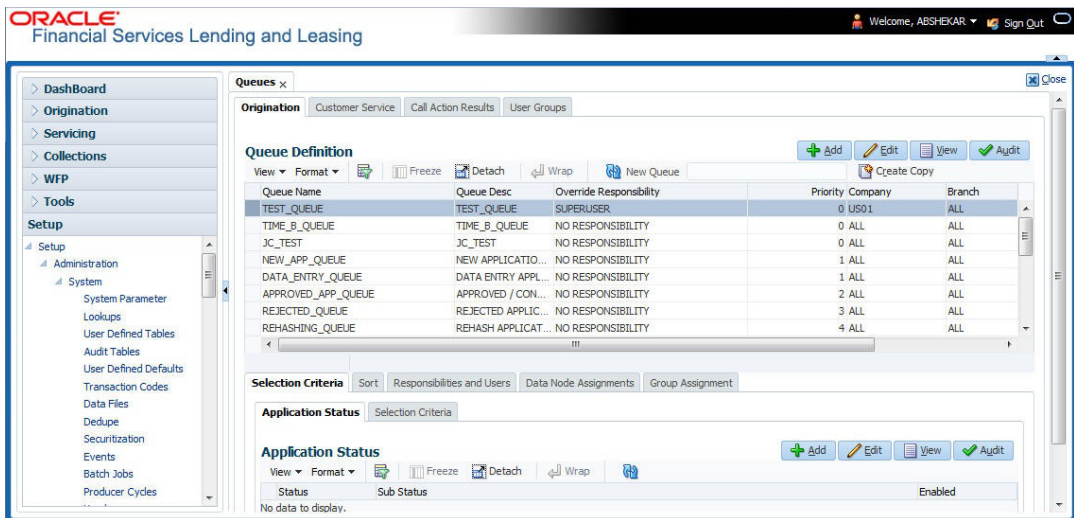 ORACLE
Financial Services Lending and Leasing
Welcome, ABSHEKAR
Sign Out
DashBoard
Origination
Servicing
Collections
WFP
Tools
Setup
Setup
Administration
System
System Parameter
Lookups
User Defined Tables
Audit Tables
User Defined Defaults
Transaction Codes
Data Files
Dedupe
Securitization
Events
Batch Jobs
Producer Cycles
Queues
Close
Origination Customer Service Call Action Results User Groups
Queue Definition
Add Edit View Audit
View Format Freeze Detach Wrap New Queue Create Copy
Queue Name Queue Desc Override Responsibility Priority Company Branch
TEST_QUEUE TEST_QUEUE SUPERUSER 0 US01 ALL
TIME_B_QUEUE TIME_B_QUEUE NO RESPONSIBILITY 0 ALL ALL
JC_TEST JC_TEST NO RESPONSIBILITY 0 ALL ALL
NEW_APP_QUEUE NEW APPLICATIO... NO RESPONSIBILITY 1 ALL ALL
DATA_ENTRY_QUEUE DATA ENTRY APPL... NO RESPONSIBILITY 1 ALL ALL
APPROVED_APP_QUEUE APPROVED / CON... NO RESPONSIBILITY 2 ALL ALL
REJECTED_QUEUE REJECTED APPLIC... NO RESPONSIBILITY 3 ALL ALL
REHASHING_QUEUE REHASH APPLICAT... NO RESPONSIBILITY 4 ALL ALL
Selection Criteria Sort Responsibilities and Users Data Node Assignments Group Assignment
Application Status Selection Criteria
Application Status
Add Edit View Audit
View Format Freeze Detach Wrap
Status Sub Status Enabled
No data to display.